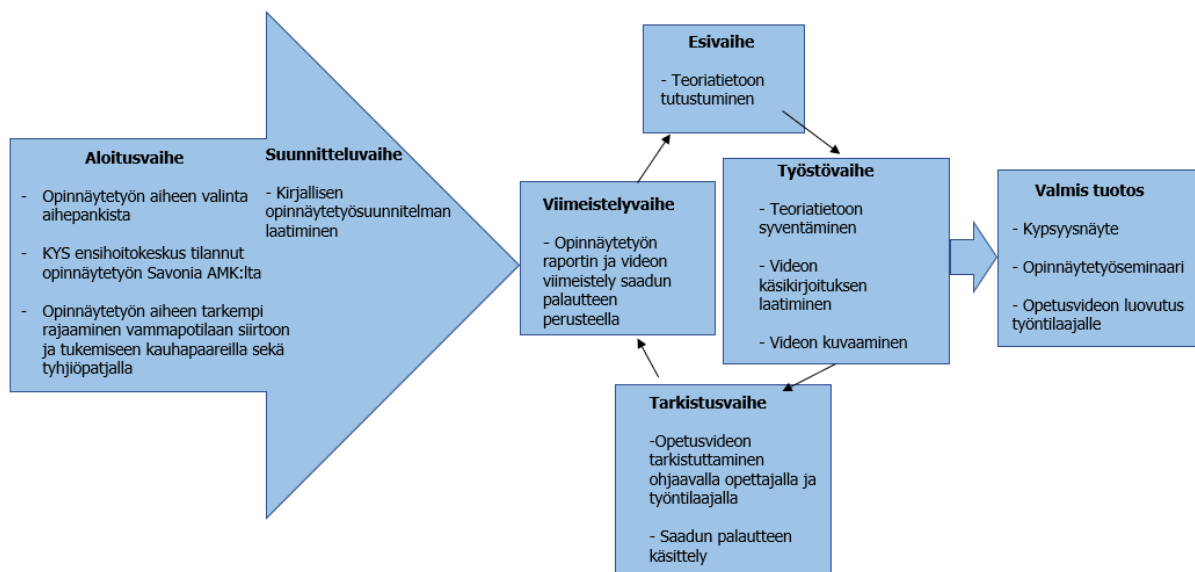 Aloitusvaihe
- Opinnäytetyön aiheen valinta
aihepankista
- KYS ensihoitokeskus tilannut
opinnäytetyön Savonia AMK:lta
- Opinnäytetyön aiheen tarkempi
rajaaminen vammapotilaan siirtoon
ja tukemiseen kauhapaareilla sekä
tyhjiöpatjalla
Suunnitteluvaihe
- Kirjallisen
opinnäytetyösuunnitelman
laatiminen
Esivaihe
- Teoriatietoon
tutustuminen
Työstövaihe
- Teoriatietoon
syventäminen
- Videon
käsikirjoituksen
laatiminen
- Videon kuvaaminen
Tarkistusvaihe
-Opetusvideon
tarkistuttaminen
ohjaavalla opettajalla ja
työntilaajalla
- Saadun palautteen
käsittely
Viimeistelyvaihe
- Opinnäytetyön
raportin ja videon
viimeistely saadun
palautteen
perusteella
Valmis tuotos
- Kypsyysnäyte
- Opinnäytetyöseminaari
- Opetusvideon luovutus
työntilaajalle